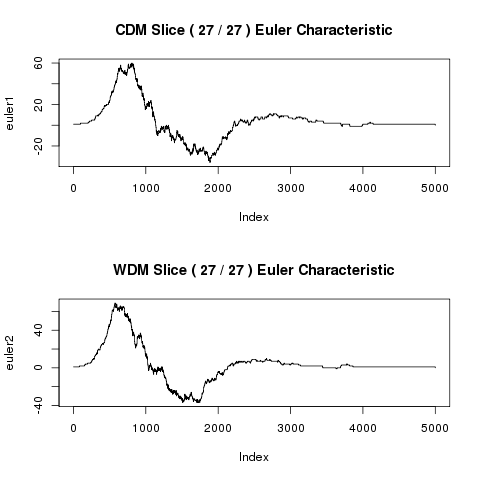 CDM Slice ( 27 / 27 ) Euler Characteristic
euler1
60
20
-20
0 1000 2000 3000 4000 5000
Index
WDM Slice ( 27 / 27 ) Euler Characteristic
euler2
40
0
-40
0 1000 2000 3000 4000 5000
Index